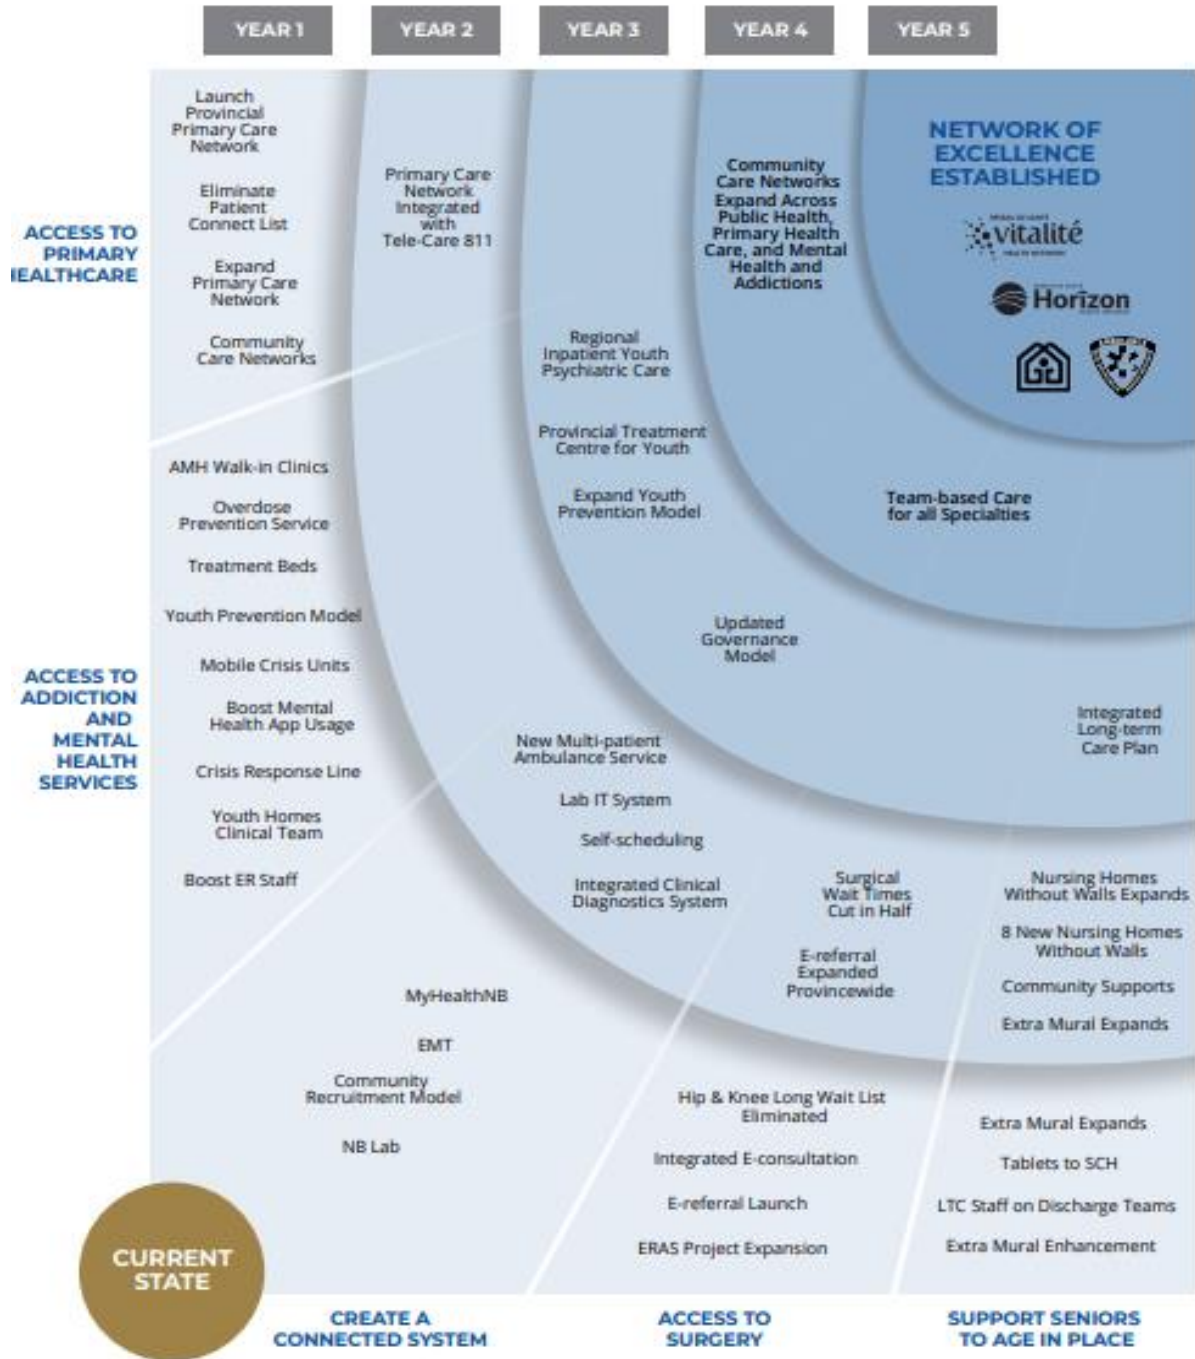 YEAR 1
YEAR 2
YEAR 3
YEAR 4
YEAR 5
ACCESS TO
PRIMARY
HEALTHCARE
Launch
Provincial
Primary Care
Network
Eliminate
Patient
Connect List
Expand
Primary Care
Network
Community
Care Networks
Primary Care
Network
Integrated
with
Tele-Care 811
Community
Care Networks
Expand Across
Public Health,
Primary Health
Care, and Mental
Health and
Addictions
NETWORK OF
EXCELLENCE
ESTABLISHED
vitalité
Horizon
Regional
Inpatient Youth
Psychiatric Care
Provincial Treatment
Centre for Youth
Expand Youth
Prevention Model
Team-based Care
for all Specialties
ACCESS TO
ADDICTION
AND
MENTAL
HEALTH
SERVICES
AMH Walk-in Clinics
Overdose
Prevention Service
Treatment Beds
Youth Prevention Model
Mobile Crisis Units
Boost Mental
Health App Usage
Crisis Response Line
Youth Homes
Clinical Team
Boost ER Staff
Updated
Governance
Model
Integrated
Long-term
Care Plan
New Multi-patient
Ambulance Service
Lab IT System
Self-scheduling
Integrated Clinical
Diagnostics System
Surgical
Wait Times
Cut in Half
E-referral
Expanded
Provincewide
Nursing Homes
Without Walls Expands
8 New Nursing Homes
Without Walls
Community Supports
Extra Mural Expands
MyHealthNB
EMT
Community
Recruitment Model
NB Lab
Hip & Knee Long Wait List
Eliminated
Integrated E-consultation
E-referral Launch
ERAS Project Expansion
Extra Mural Expands
Tablets to SCH
LTC Staff on Discharge Teams
Extra Mural Enhancement
CURRENT
STATE
CREATE A
CONNECTED SYSTEM
ACCESS TO
SURGERY
SUPPORT SENIORS
TO AGE IN PLACE